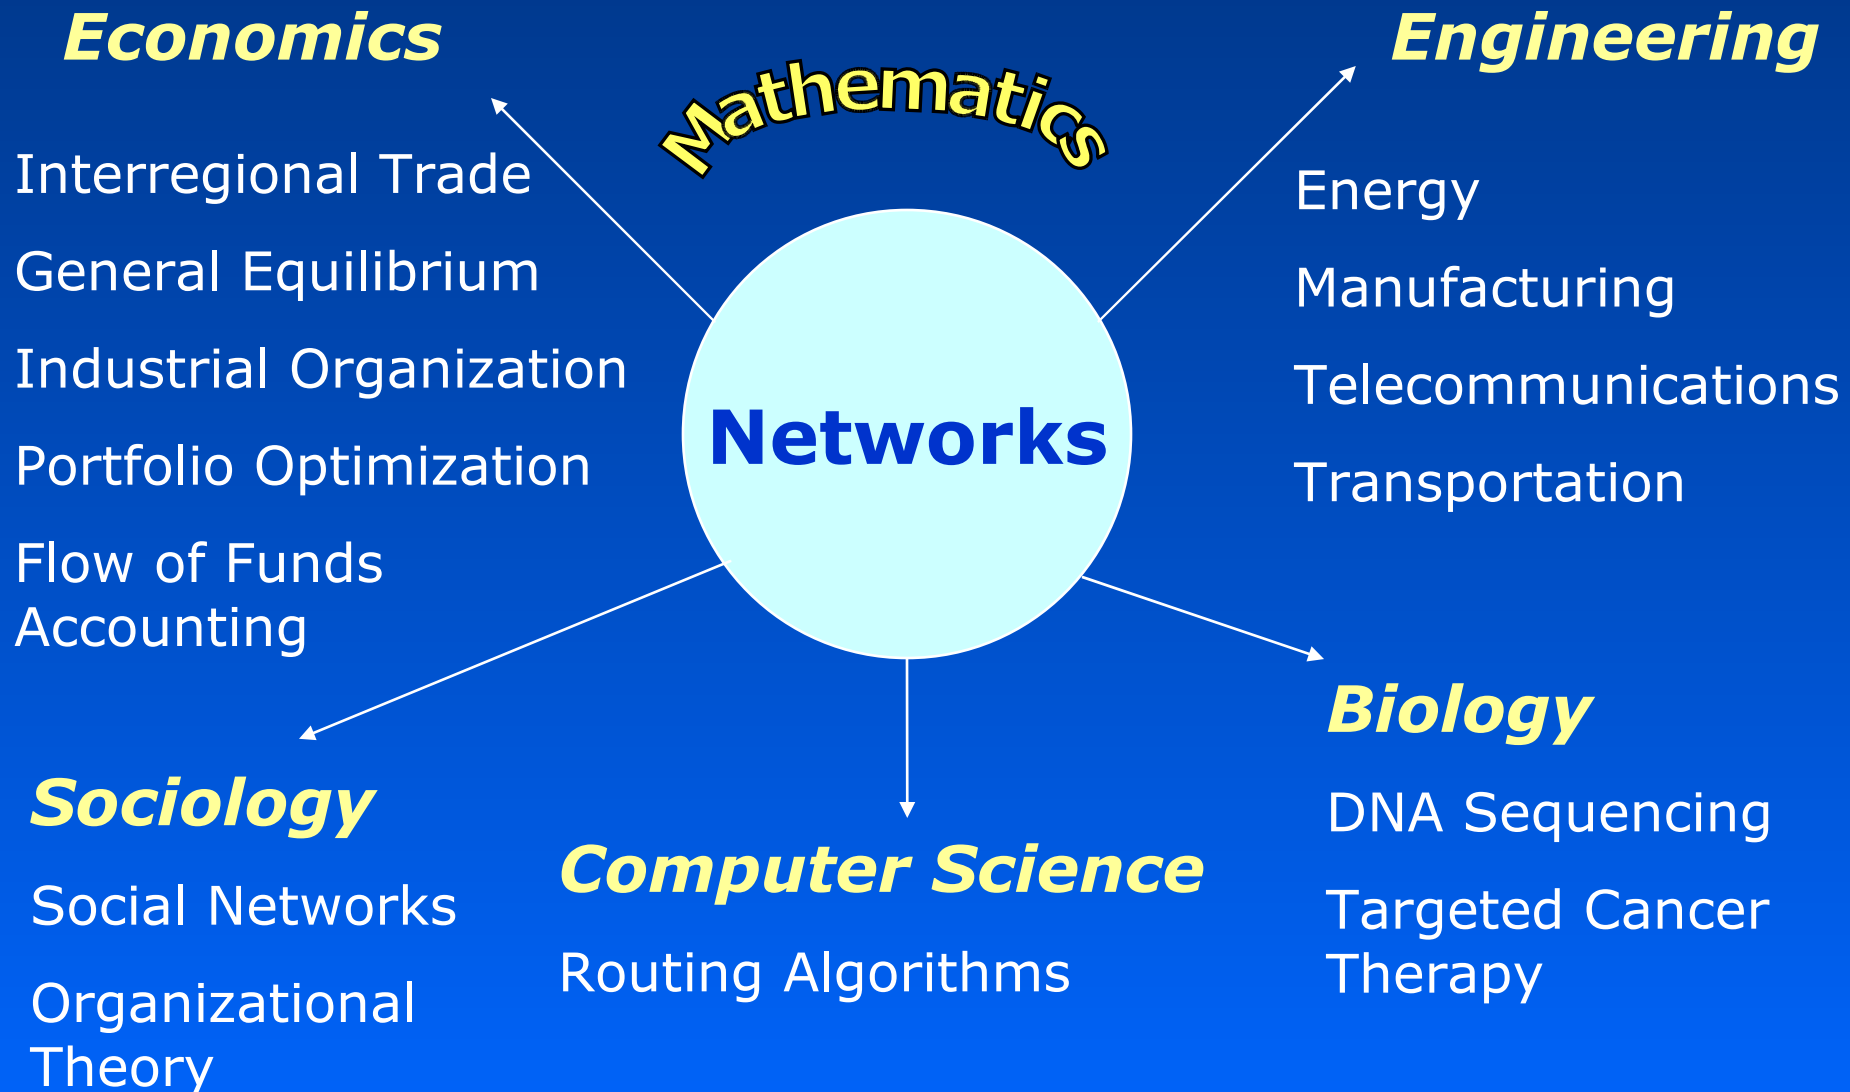 Economics
Interregional Trade
General Equilibrium
Industrial Organization
Portfolio Optimization
Flow of Funds
Accounting
Mathematics
Networks
Engineering
Energy
Manufacturing
Telecommunications
Transportation
Sociology
Social Networks
Organizational
Theory
Computer Science
Routing Algorithms
Biology
DNA Sequencing
Targeted Cancer
Therapy